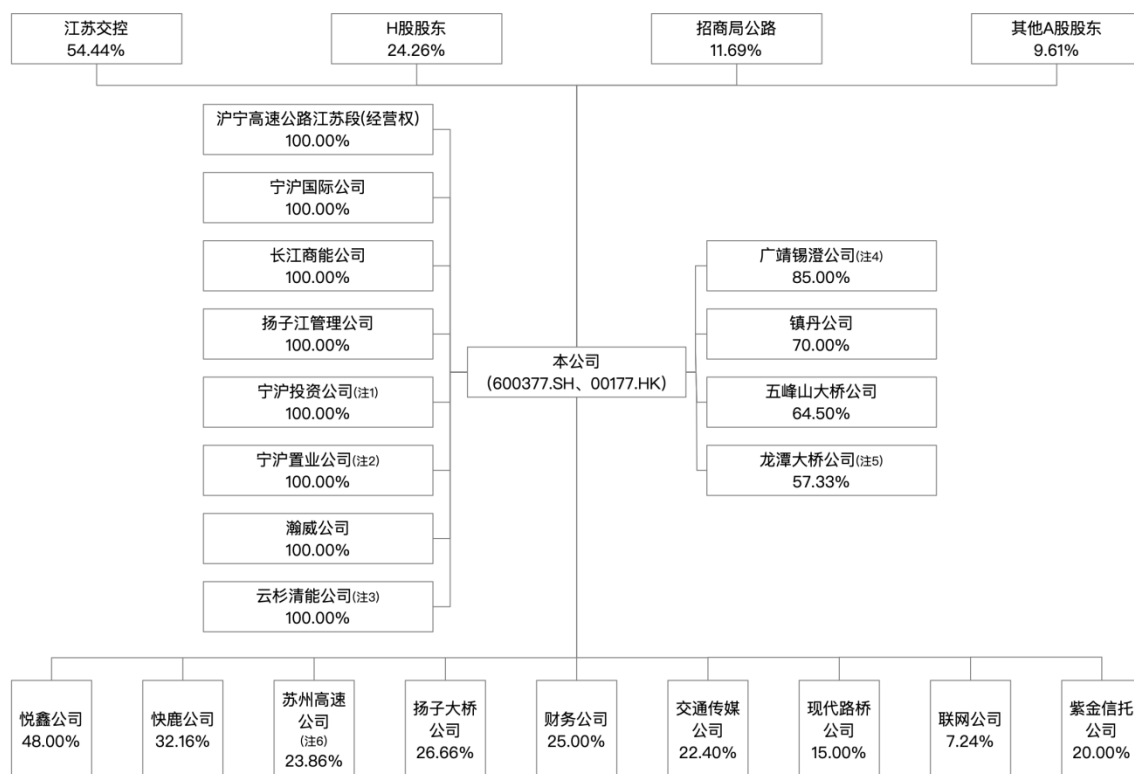 江苏交控
54.44%
H股股东
24.26%
招商局公路
11.69%
其他A股股东
9.61%
沪宁高速公路江苏段(经营权)
100.00%
宁沪国际公司
100.00%
长江商能公司
100.00%
扬子江管理公司
100.00%
宁沪投资公司(注1)
100.00%
宁沪置业公司(注2)
100.00%
瀚威公司
100.00%
云杉清能公司(注3)
100.00%
本公司
(600377.SH、00177.HK)
广靖锡澄公司(注4)
85.00%
镇丹公司
70.00%
五峰山大桥公司
64.50%
龙潭大桥公司(注5)
57.33%
悦鑫公司
48.00%
快鹿公司
32.16%
苏州高速
公司
(注6)
23.86%
扬子大桥
公司
26.66%
财务公司
25.00%
交通传媒
公司
22.40%
现代路桥
公司
15.00%
联网公司
7.24%
紫金信托
公司
20.00%